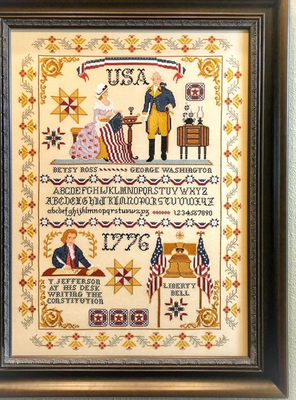 USA
BETSY ROSS GEORGE WASHINGTON
ABCDEFGHIJKLMNOPQRSTUVWXYZ
ABCDEFGHIJKLMNOPQRSTUVWXYZ
abcdefghijklmnopqrstuvwxyz 1234567890
1776
T. JEFFERSON
AT HIS DESK
WRITING THE
CONSTITUTION
LIBERTY
BELL